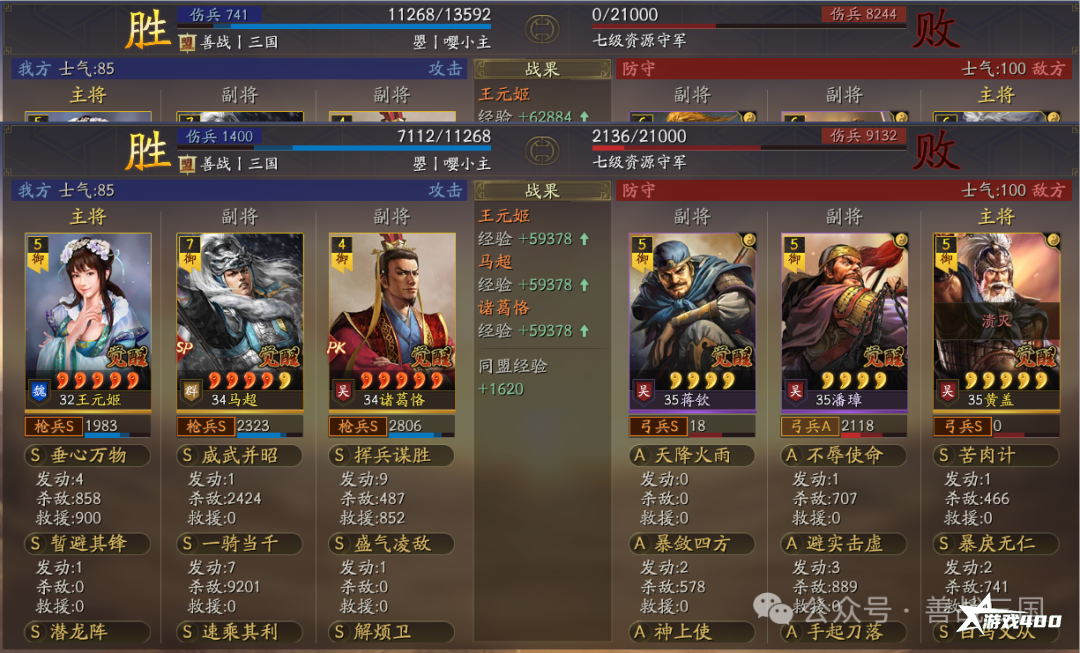 胜
伤兵 741
11268/13592
盟 善战丨三国
曌丨嘤小主
0/21000
伤兵 8244
七级资源守军
败
我方 士气:85
攻击
战果
防守
士气:100 敌方
主将
副将
副将
王元姬
经验 +62884
副将
副将
主将
胜
伤兵 1400
7112/11268
盟 善战丨三国
曌丨嘤小主
2136/21000
伤兵 9132
七级资源守军
败
我方 士气:85
攻击
战果
防守
士气:100 敌方
主将
副将
副将
副将
副将
主将
5
御
觉醒
魏
32王元姬
枪兵S 1983
7
御
SP
觉醒
群
34马超
枪兵S 2323
4
御
PK
觉醒
吴
34诸葛恪
枪兵S 2806
王元姬
经验 +59378
马超
经验 +59378
诸葛恪
经验 +59378
同盟经验
+1620
5
御
觉醒
吴
35蒋钦
弓兵S 18
5
御
觉醒
吴
35潘璋
弓兵A 2118
5
御
溃灭
觉醒
吴
35黄盖
弓兵S 0
S 垂心万物
发动:4
杀敌:858
救援:900
S 威武并昭
发动:1
杀敌:2424
救援:0
S 挥兵谋胜
发动:9
杀敌:487
救援:852
A 天降火雨
发动:0
杀敌:0
救援:0
A 不辱使命
发动:1
杀敌:707
救援:0
S 苦肉计
发动:1
杀敌:466
救援:0
S 暂避其锋
发动:1
杀敌:0
救援:0
S 一骑当千
发动:7
杀敌:9201
救援:0
S 盛气凌敌
发动:1
杀敌:0
救援:0
A 暴敛四方
发动:2
杀敌:578
救援:0
A 避实击虚
发动:3
杀敌:889
救援:0
S 暴戾无仁
发动:2
杀敌:741
S 潜龙阵
S 速乘其利
S 解烦卫
A 神上使
A 手起刀落
S 白马义从
公众号 · 善战三国
游戏400